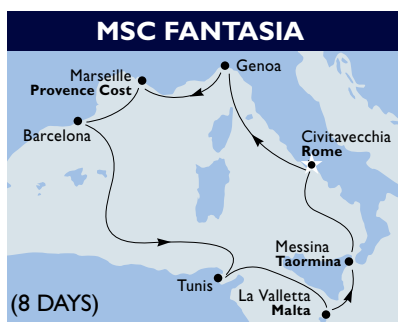 MSC FANTASIA
Genoa
Marseille
Provence Cost
Barcelona
Civitavecchia
Rome
Messina
Taormina
Tunis
La Valletta
Malta
(8 DAYS)